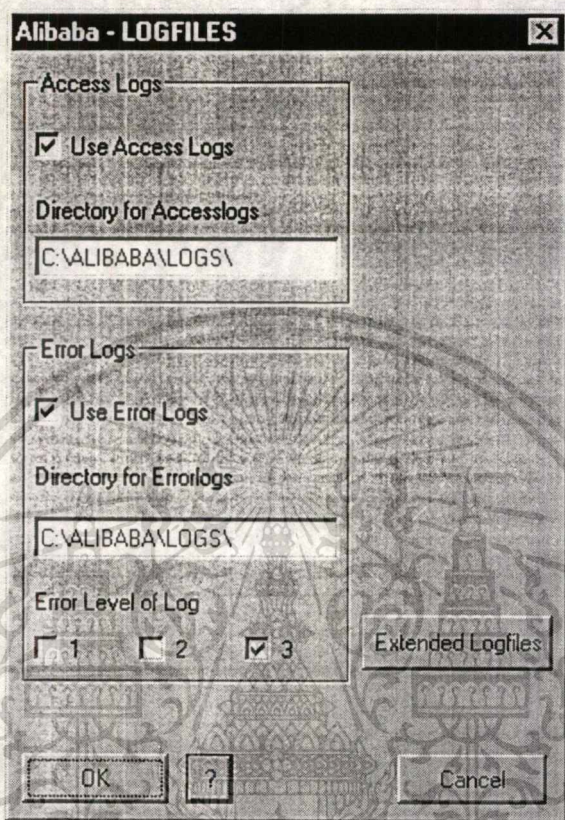 Alibaba - LOGFILES
Access Logs
Use Access Logs
Directory for Accesslogs
C:\ALIBABA\LOGS\
Error Logs
Use Error Logs
Directory for Errorlogs
C:\ALIBABA\LOGS\
Error Level of Log
1 2 3
Extended Logfiles
OK ? Cancel